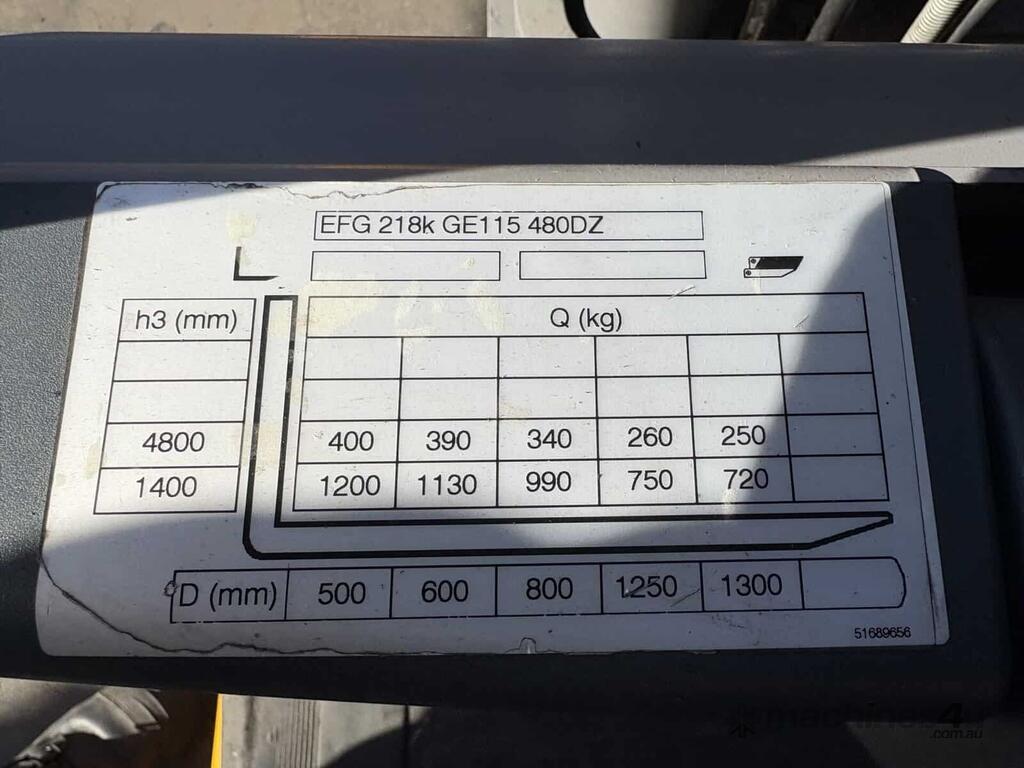 EFG 218k GE115 480DZ
h3 (mm) Q (kg)
4800 400 390 340 260 250
1400 1200 1130 990 750 720
D (mm) 500 600 800 1250 1300
51689656
machines4u
.com.au